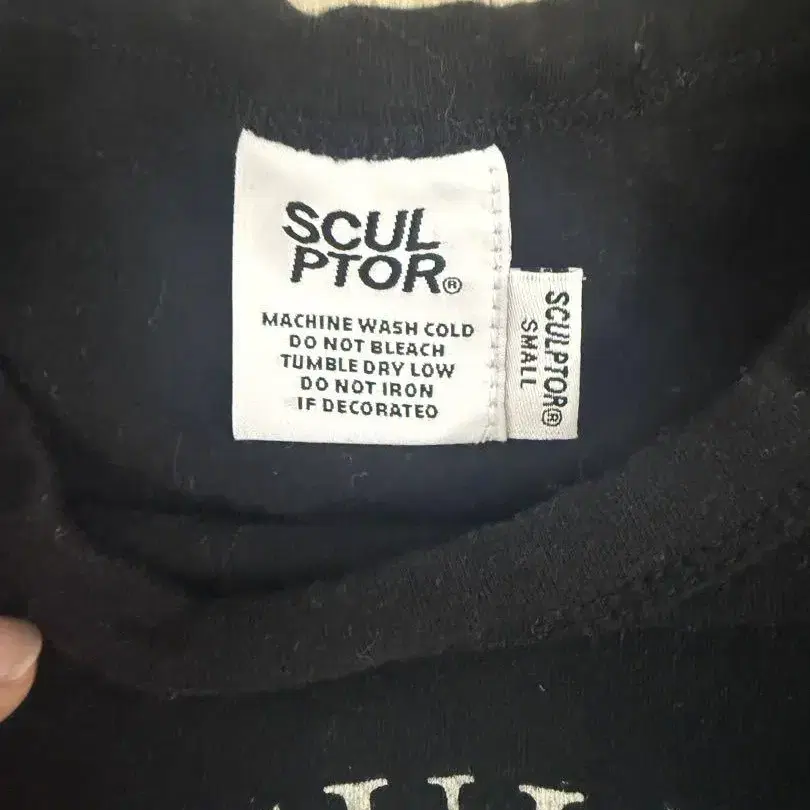 SCUL
PTOR®
MACHINE WASH COLD
DO NOT BLEACH
TUMBLE DRY LOW
DO NOT IRON
IF DECORATED
SCULPTOR®
SMALL